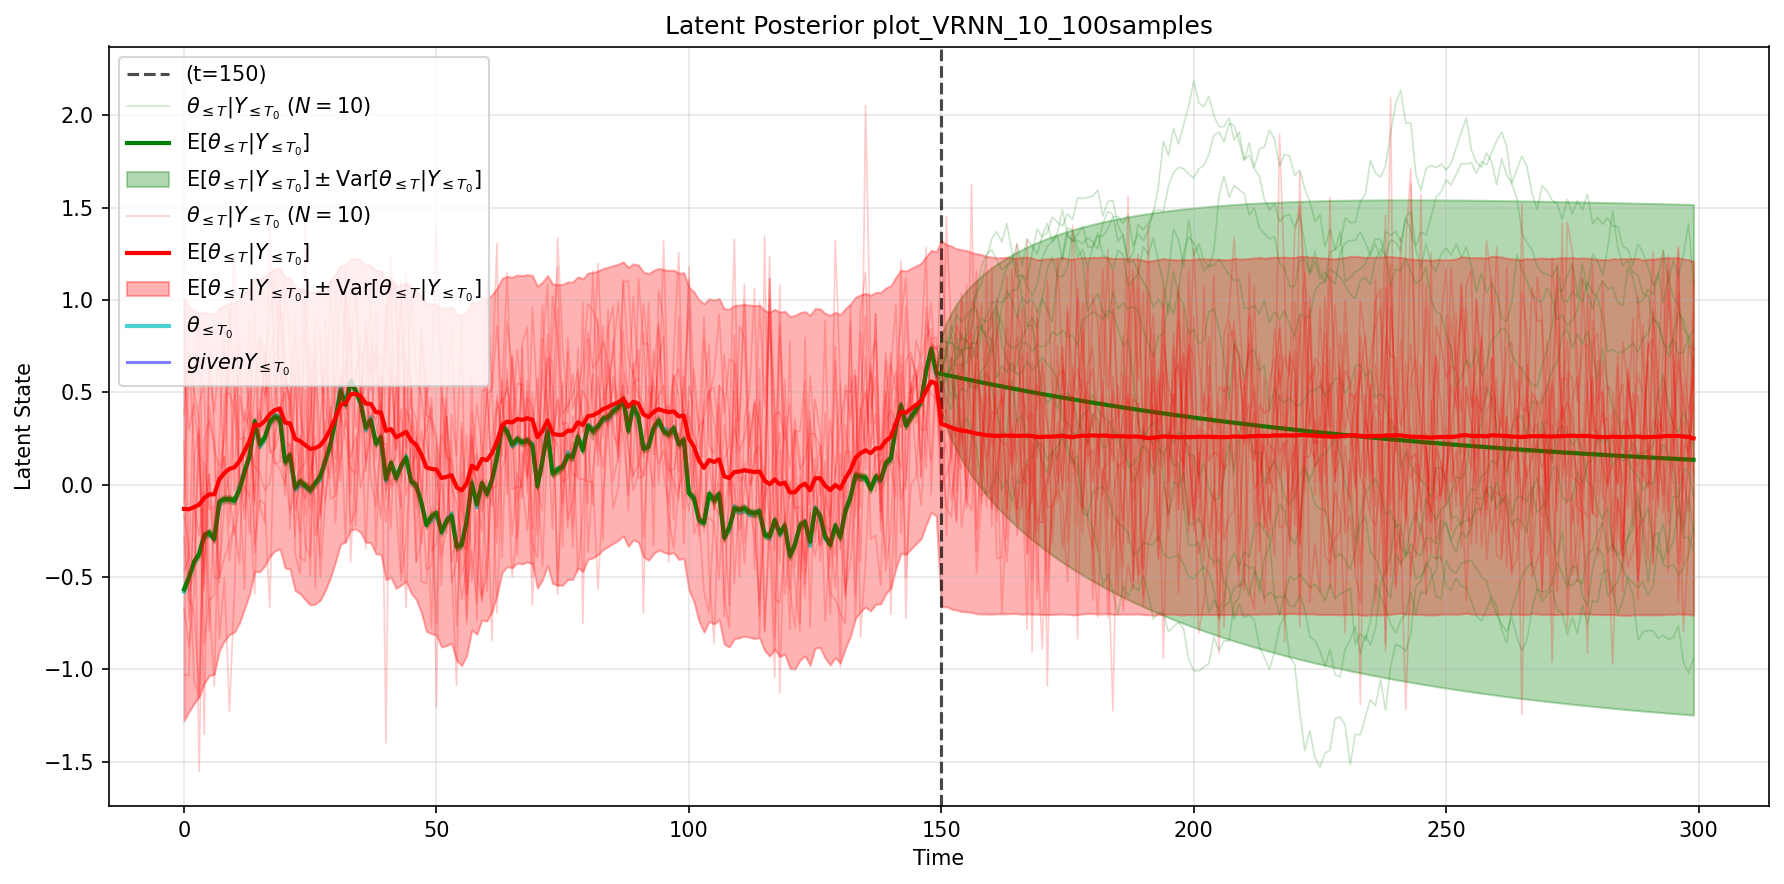 Latent Posterior plot_VRNN_10_100samples
(t=150)
θ≤T|Y≤T₀ (N = 10)
E[θ≤T|Y≤T₀]
E[θ≤T|Y≤T₀] ± Var[θ≤T|Y≤T₀]
θ≤T|Y≤T₀ (N = 10)
E[θ≤T|Y≤T₀]
E[θ≤T|Y≤T₀] ± Var[θ≤T|Y≤T₀]
θ≤T₀
givenY≤T₀
Latent State
2.0
1.5
1.0
0.5
0.0
−0.5
−1.0
−1.5
0 50 100 150 200 250 300
Time